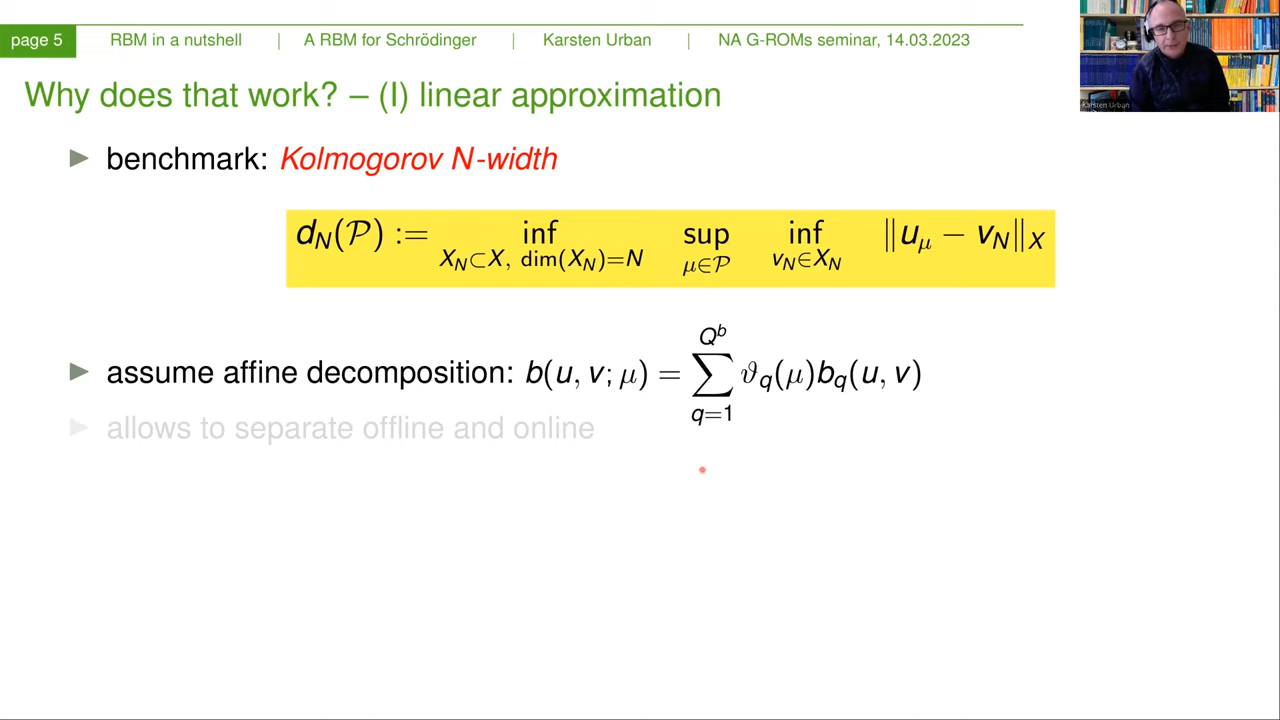 page 5 RBM in a nutshell | A RBM for Schrödinger | Karsten Urban | NA G-ROMs seminar, 14.03.2023
Karsten Urban
Why does that work? – (I) linear approximation
▶ benchmark: Kolmogorov N-width
d_N(𝒫) := inf_{X_N⊂X, dim(X_N)=N} sup_{μ∈𝒫} inf_{v_N∈X_N} ‖u_μ − v_N‖_X
▶ assume affine decomposition: b(u, v; μ) = ∑_{q=1}^{Q^b} ϑ_q(μ)b_q(u, v)
▶ allows to separate offline and online